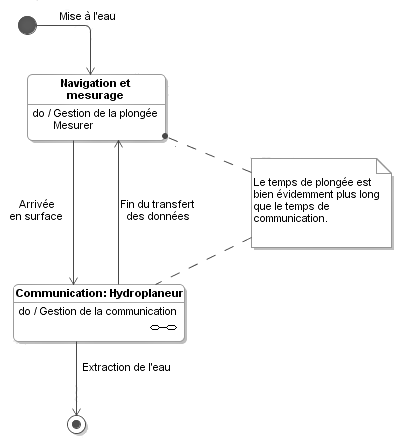 Mise à l'eau
Navigation et
mesurage
do / Gestion de la plongée
Mesurer
Arrivée
en surface
Fin du transfert
des données
Le temps de plongée est
bien évidemment plus long
que le temps de
communication.
Communication: Hydroplaneur
do / Gestion de la communication
Extraction de l'eau